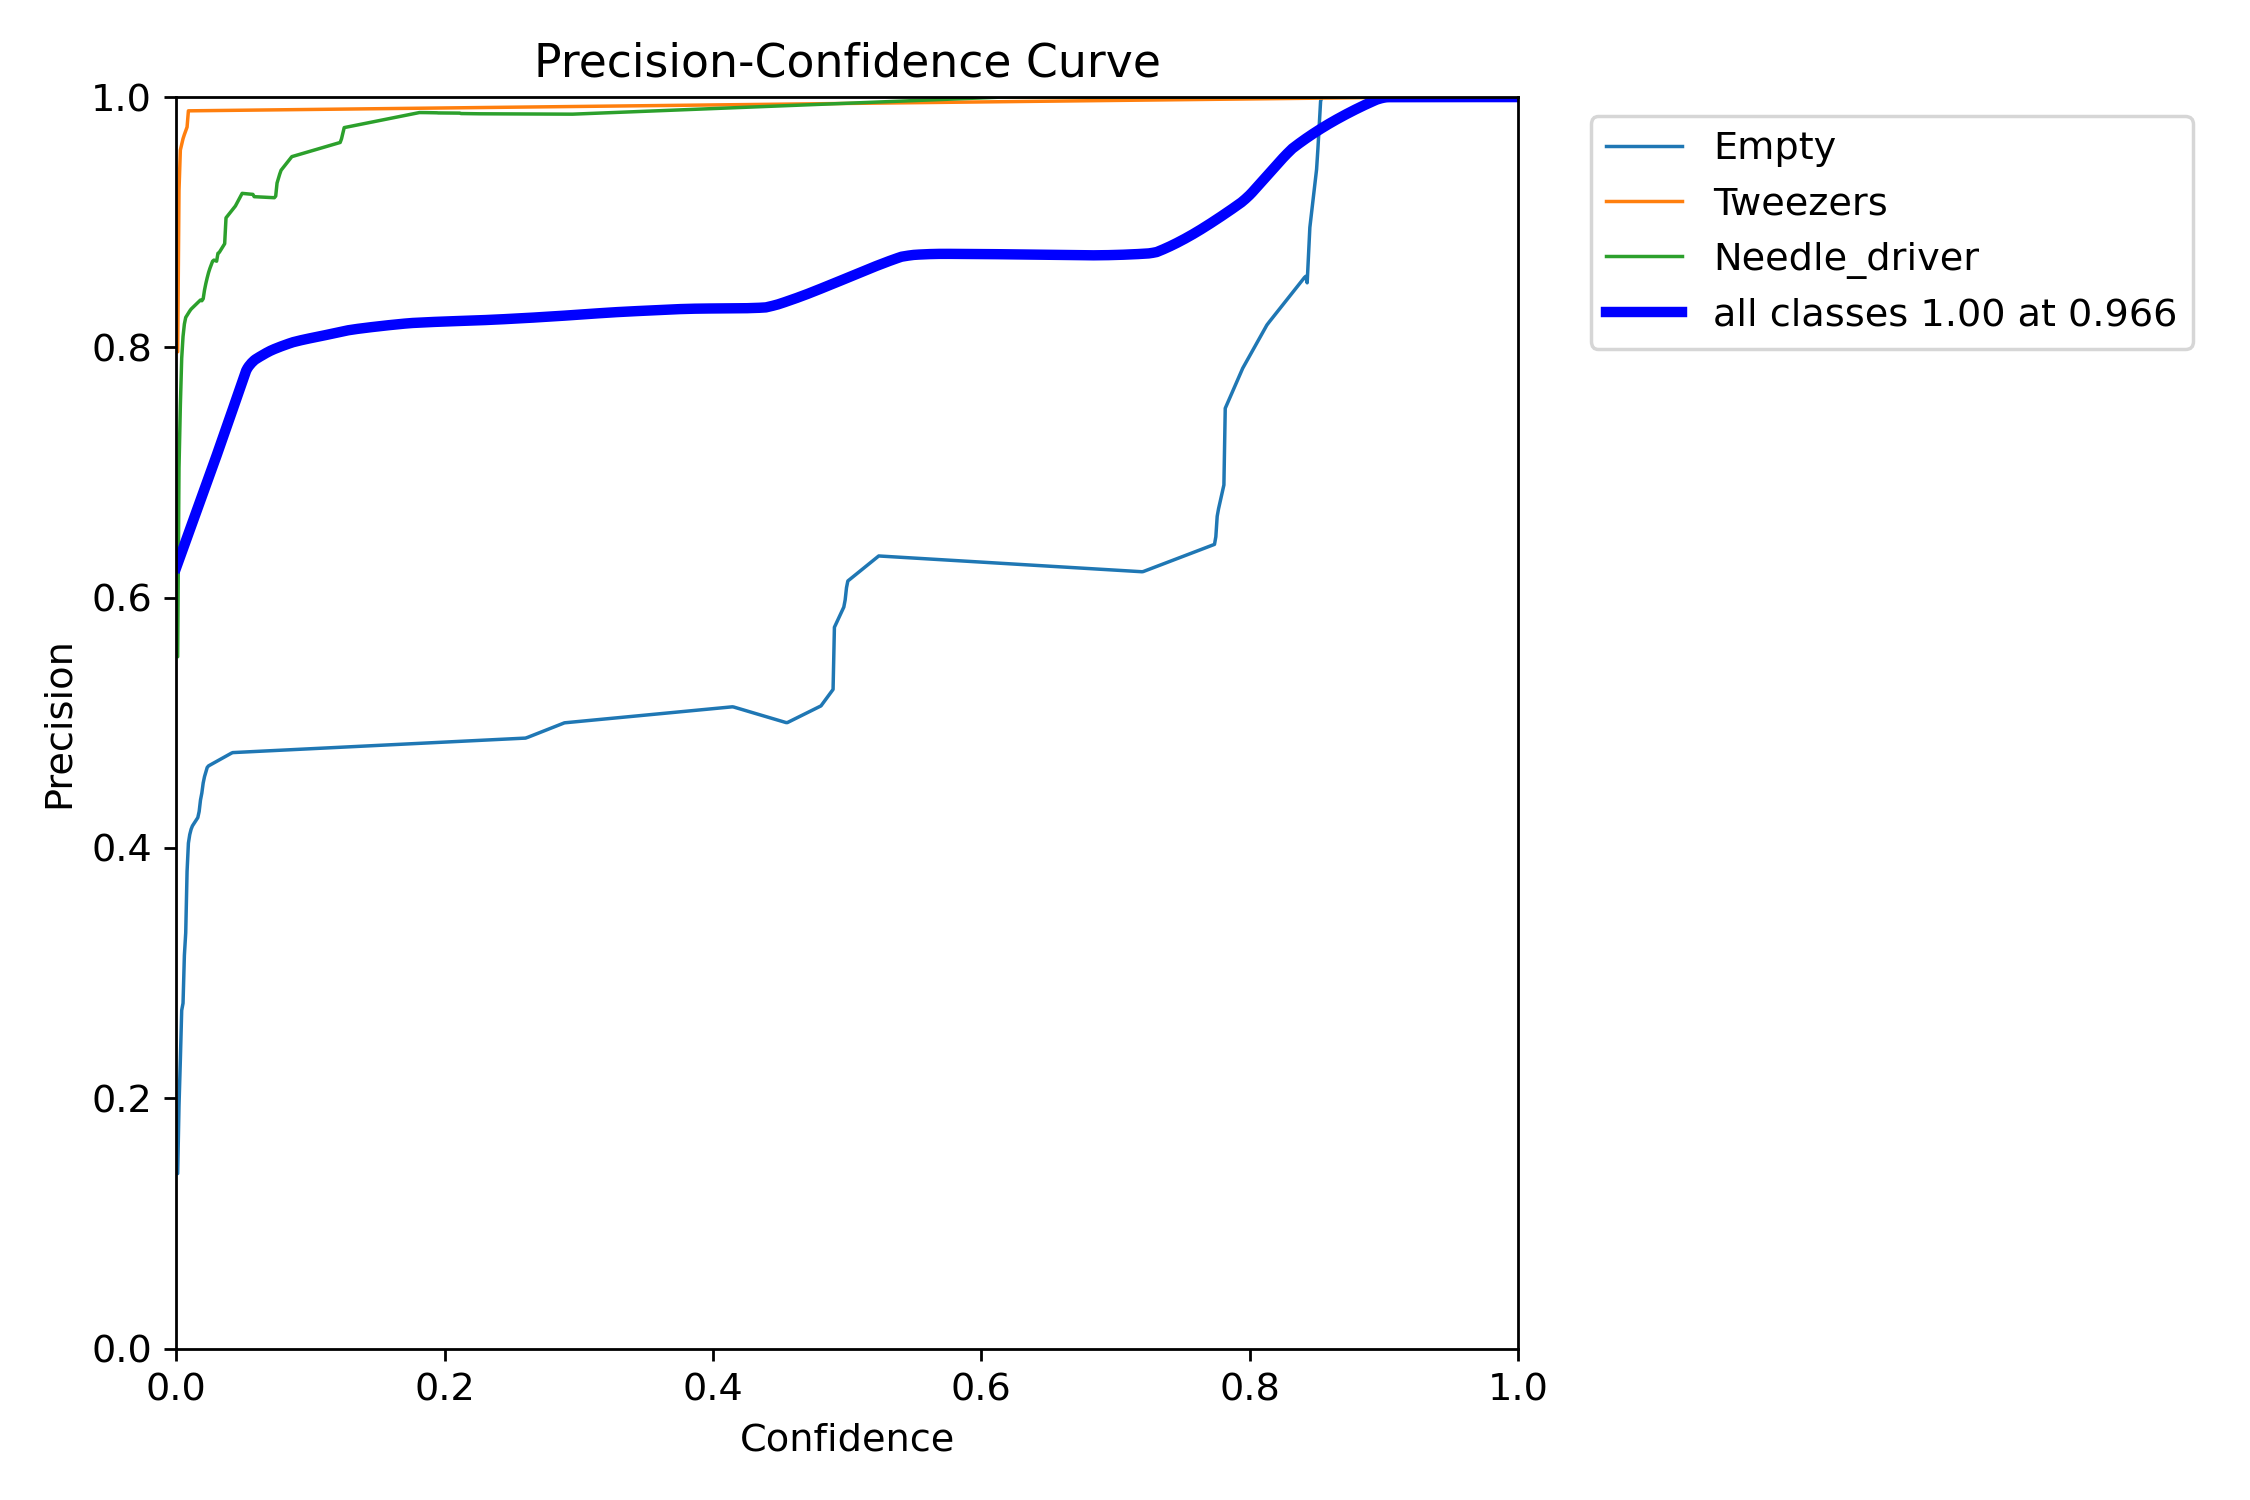 Precision-Confidence Curve
1.0
0.8
0.6
0.4
0.2
0.0
Precision
0.0 0.2 0.4 0.6 0.8 1.0
Confidence
Empty
Tweezers
Needle_driver
all classes 1.00 at 0.966